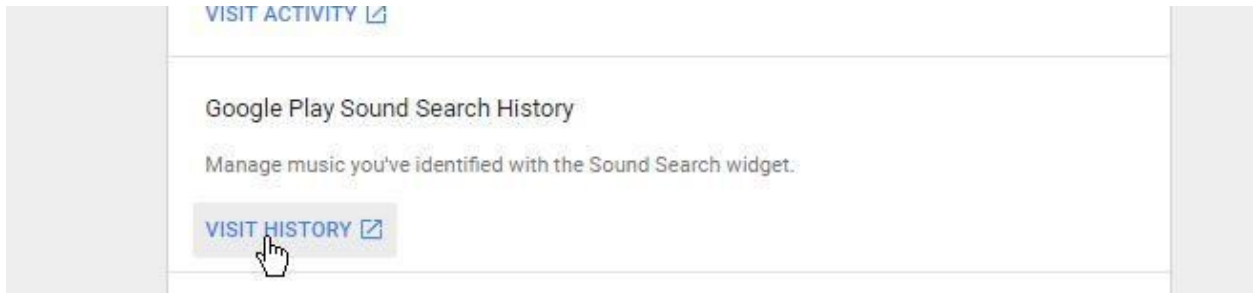 VISIT ACTIVITY
Google Play Sound Search History
Manage music you've identified with the Sound Search widget.
VISIT HISTORY